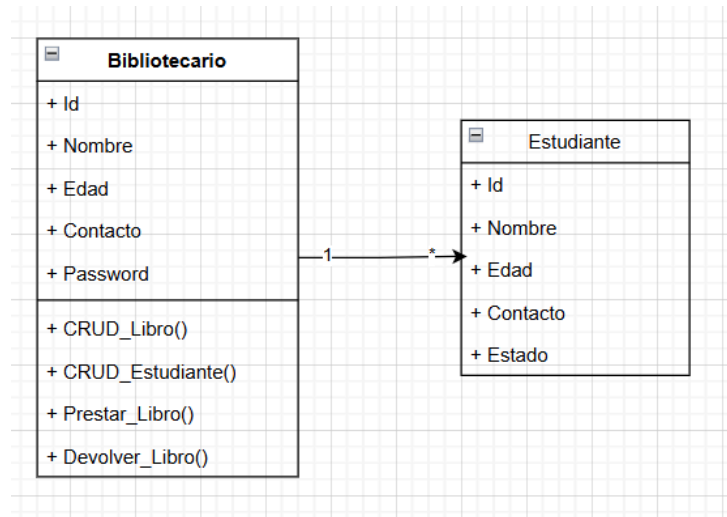 Bibliotecario
+ Id
+ Nombre
+ Edad
+ Contacto
+ Password
+ CRUD_Libro()
+ CRUD_Estudiante()
+ Prestar_Libro()
+ Devolver_Libro()
1
*
Estudiante
+ Id
+ Nombre
+ Edad
+ Contacto
+ Estado